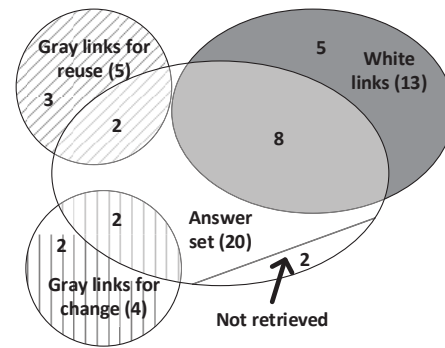 Gray links for
reuse (5)
3
2
5
White
links (13)
8
2
2
Answer
set (20)
2
Gray links for
change (4)
Not retrieved